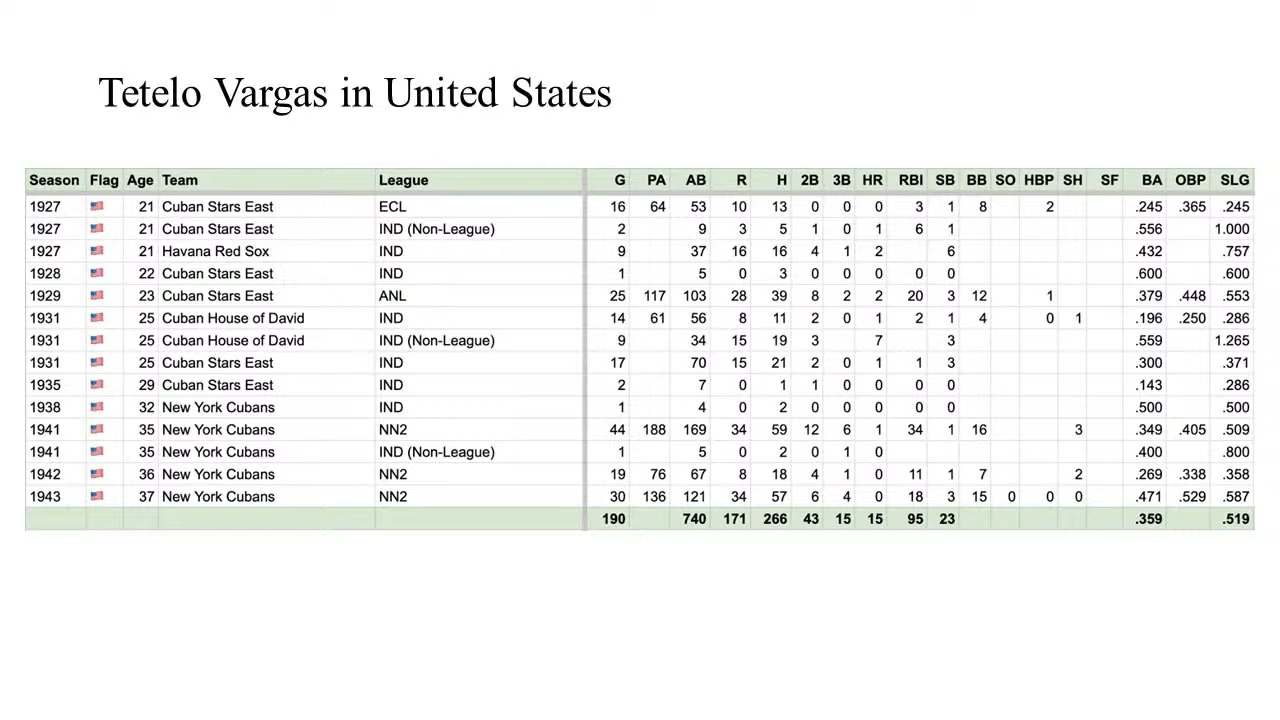 Tetelo Vargas in United States
Season Flag Age Team League G PA AB R H 2B 3B HR RBI SB BB SO HBP SH SF BA OBP SLG
1927 21 Cuban Stars East ECL 16 64 53 10 13 0 0 0 3 1 8 2 .245 .365 .245
1927 21 Cuban Stars East IND (Non-League) 2 9 3 5 1 0 1 6 1 .556 1.000
1927 21 Havana Red Sox IND 9 37 16 16 4 1 2 6 .432 .757
1928 22 Cuban Stars East IND 1 5 0 3 0 0 0 0 0 .600 .600
1929 23 Cuban Stars East ANL 25 117 103 28 39 8 2 2 20 3 12 1 .379 .448 .553
1931 25 Cuban House of David IND 14 61 56 8 11 2 0 1 2 1 4 0 1 .196 .250 .286
1931 25 Cuban House of David IND (Non-League) 9 34 15 19 3 7 3 .559 1.265
1931 25 Cuban Stars East IND 17 70 15 21 2 0 1 1 3 .300 .371
1935 29 Cuban Stars East IND 2 7 0 1 1 0 0 0 0 .143 .286
1938 32 New York Cubans IND 1 4 0 2 0 0 0 0 0 .500 .500
1941 35 New York Cubans NN2 44 188 169 34 59 12 6 1 34 1 16 3 .349 .405 .509
1941 35 New York Cubans IND (Non-League) 1 5 0 2 0 1 0 .400 .800
1942 36 New York Cubans NN2 19 76 67 8 18 4 1 0 11 1 7 2 .269 .338 .358
1943 37 New York Cubans NN2 30 136 121 34 57 6 4 0 18 3 15 0 0 0 .471 .529 .587
190 740 171 266 43 15 15 95 23 .359 .519